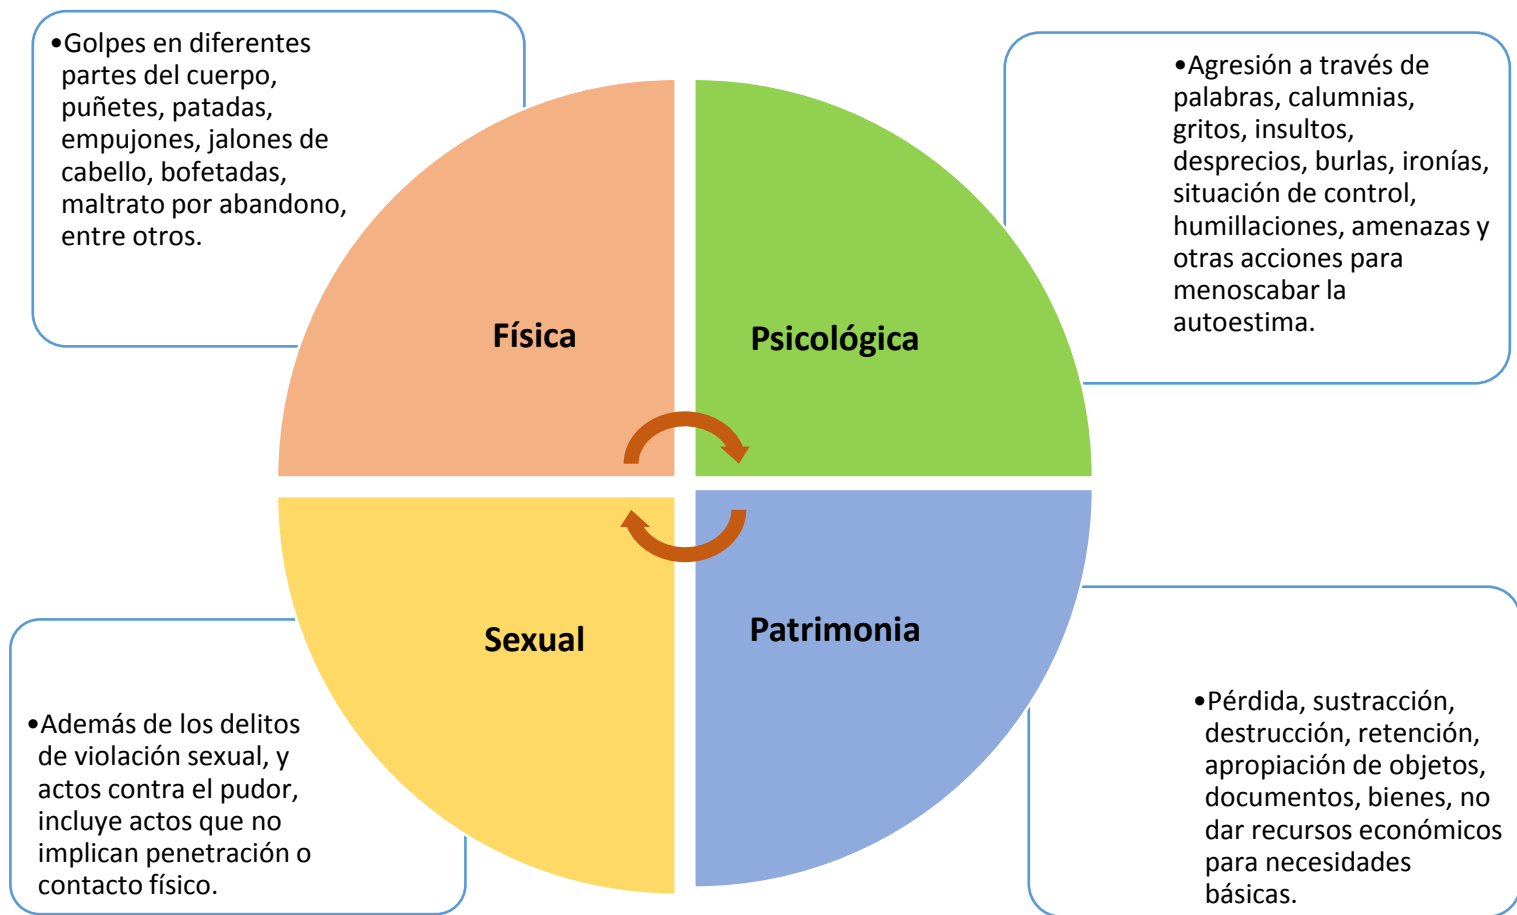 •Golpes en diferentes
partes del cuerpo,
puñetes, patadas,
empujones, jalones de
cabello, bofetadas,
maltrato por abandono,
entre otros.
•Agresión a través de
palabras, calumnias,
gritos, insultos,
desprecios, burlas, ironías,
situación de control,
humillaciones, amenazas y
otras acciones para
menoscabar la
autoestima.
Física
Psicológica
Sexual
Patrimonia
•Además de los delitos
de violación sexual, y
actos contra el pudor,
incluye actos que no
implican penetración o
contacto físico.
•Pérdida, sustracción,
destrucción, retención,
apropiación de objetos,
documentos, bienes, no
dar recursos económicos
para necesidades
básicas.